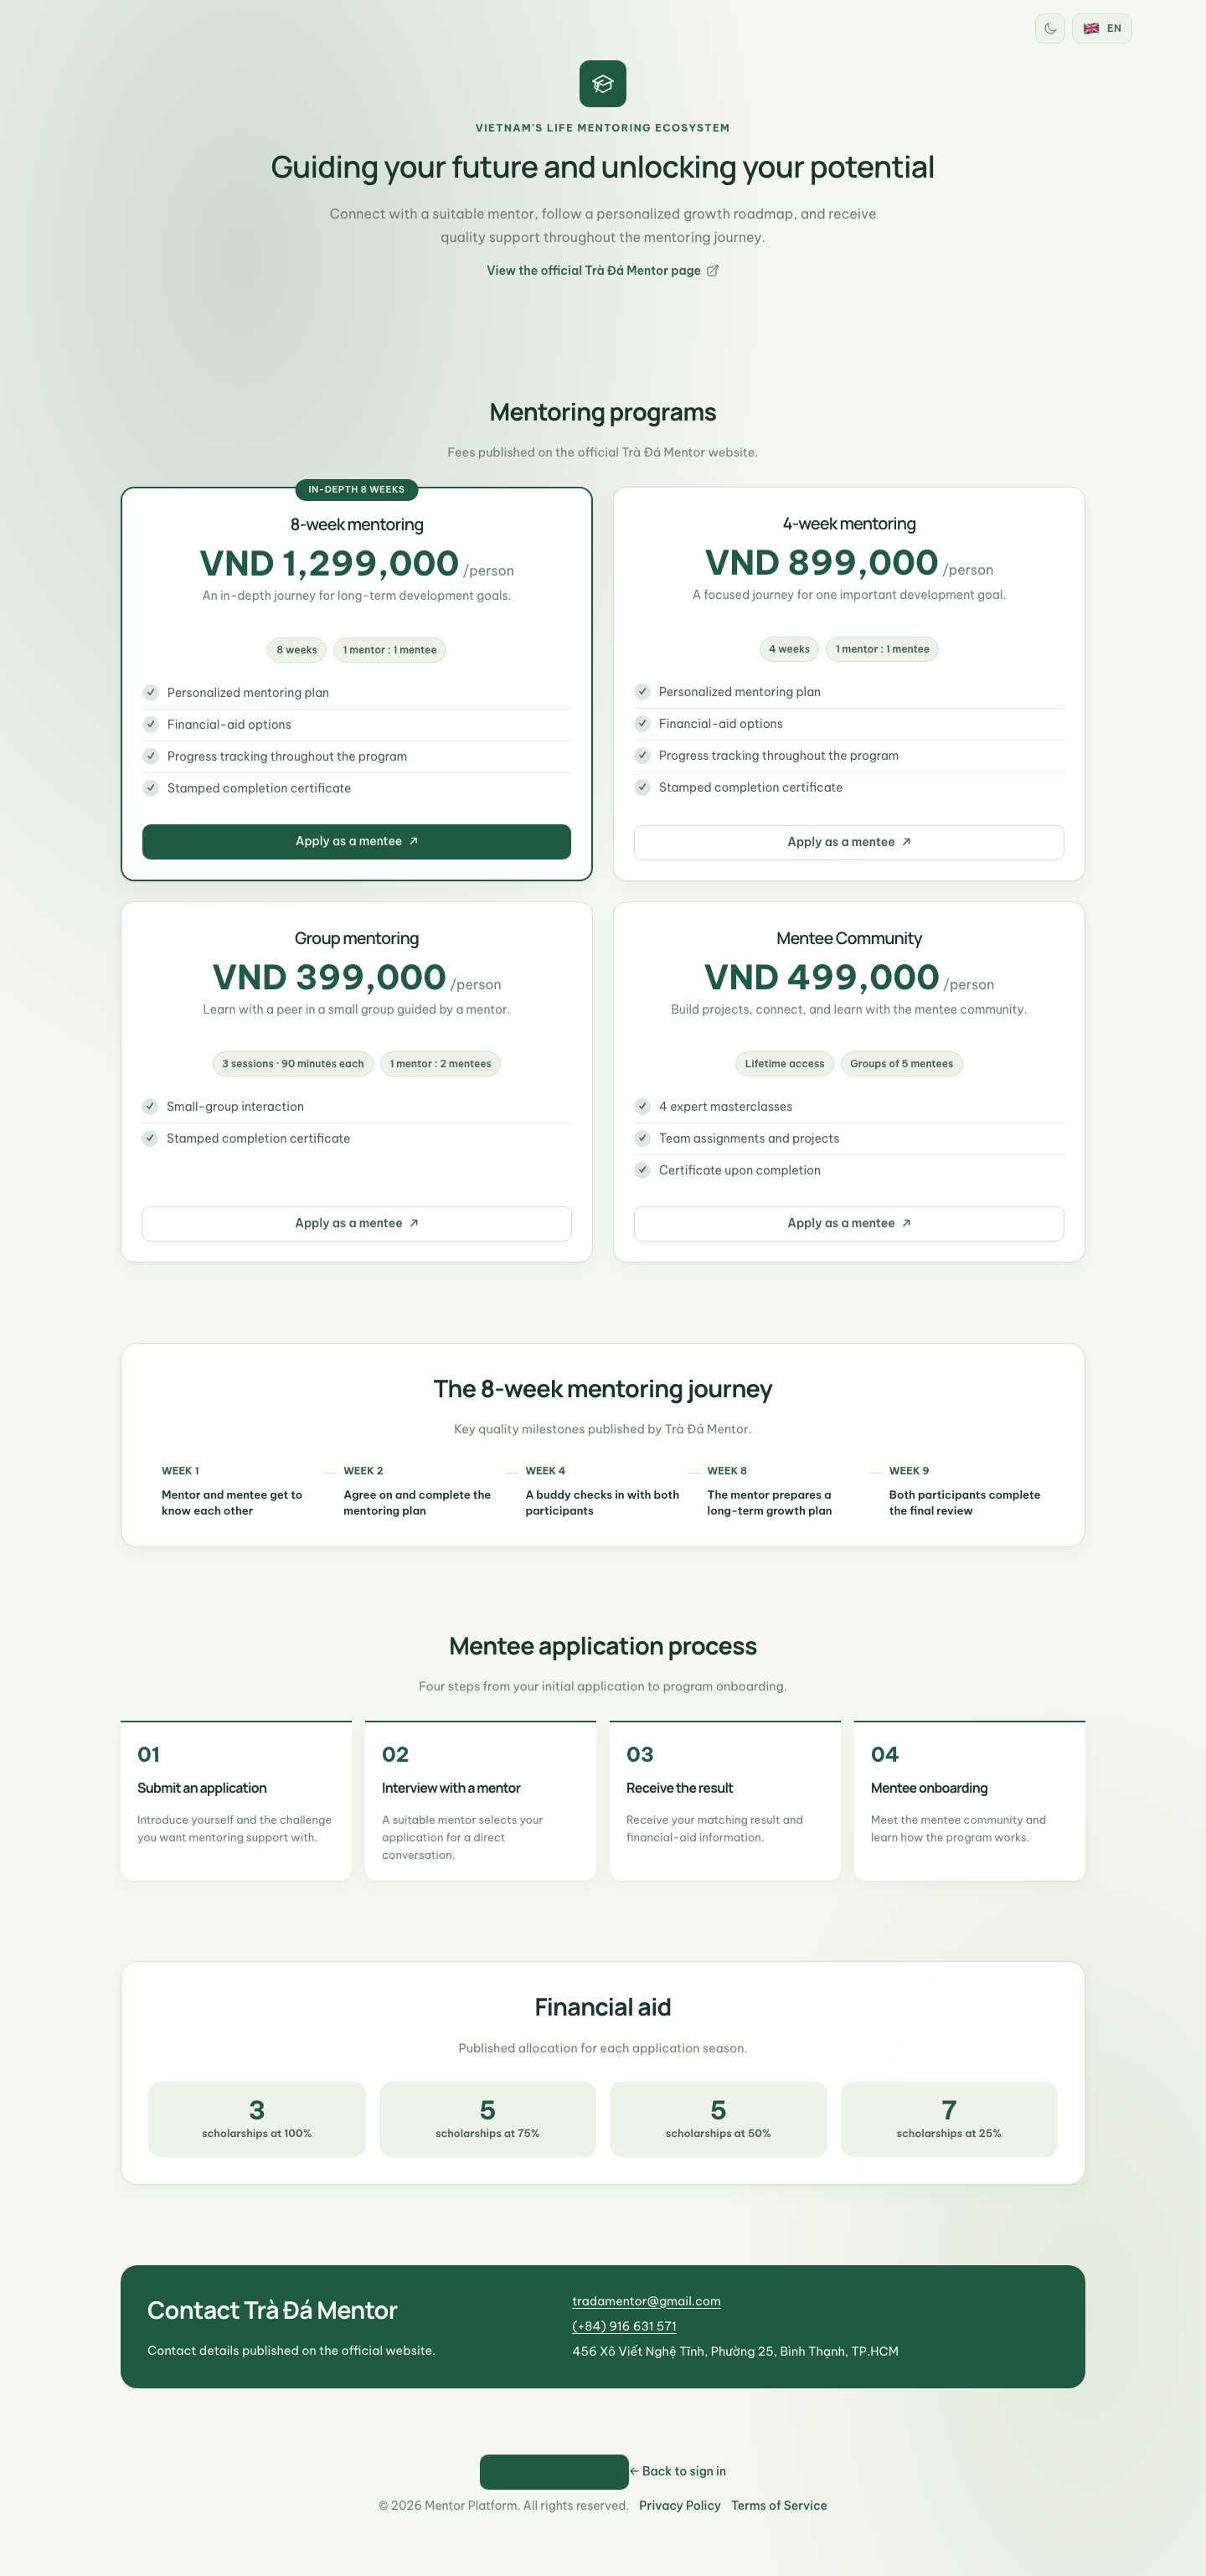 EN
VIETNAM'S LIFE MENTORING ECOSYSTEM
Guiding your future and unlocking your potential
Connect with a suitable mentor, follow a personalized growth roadmap, and receive
quality support throughout the mentoring journey.
View the official Trà Đá Mentor page
Mentoring programs
Fees published on the official Trà Đá Mentor website.
IN-DEPTH 8 WEEKS
8-week mentoring
VND 1,299,000 /person
An in-depth journey for long-term development goals.
8 weeks
1 mentor : 1 mentee
Personalized mentoring plan
Financial-aid options
Progress tracking throughout the program
Stamped completion certificate
Apply as a mentee ↗
4-week mentoring
VND 899,000 /person
A focused journey for one important development goal.
4 weeks
1 mentor : 1 mentee
Personalized mentoring plan
Financial-aid options
Progress tracking throughout the program
Stamped completion certificate
Apply as a mentee ↗
Group mentoring
VND 399,000 /person
Learn with a peer in a small group guided by a mentor.
3 sessions · 90 minutes each
1 mentor : 2 mentees
Small-group interaction
Stamped completion certificate
Apply as a mentee ↗
Mentee Community
VND 499,000 /person
Build projects, connect, and learn with the mentee community.
Lifetime access
Groups of 5 mentees
4 expert masterclasses
Team assignments and projects
Certificate upon completion
Apply as a mentee ↗
The 8-week mentoring journey
Key quality milestones published by Trà Đá Mentor.
WEEK 1
Mentor and mentee get to
know each other
WEEK 2
Agree on and complete the
mentoring plan
WEEK 4
A buddy checks in with both
participants
WEEK 8
The mentor prepares a
long-term growth plan
WEEK 9
Both participants complete
the final review
Mentee application process
Four steps from your initial application to program onboarding.
01
Submit an application
Introduce yourself and the challenge
you want mentoring support with.
02
Interview with a mentor
A suitable mentor selects your
application for a direct
conversation.
03
Receive the result
Receive your matching result and
financial-aid information.
04
Mentee onboarding
Meet the mentee community and
learn how the program works.
Financial aid
Published allocation for each application season.
3
scholarships at 100%
5
scholarships at 75%
5
scholarships at 50%
7
scholarships at 25%
Contact Trà Đá Mentor
Contact details published on the official website.
tradamentor@gmail.com
(+84) 916 631 571
456 Xô Viết Nghệ Tĩnh, Phường 25, Bình Thạnh, TP.HCM
← Back to sign in
© 2026 Mentor Platform. All rights reserved. Privacy Policy Terms of Service